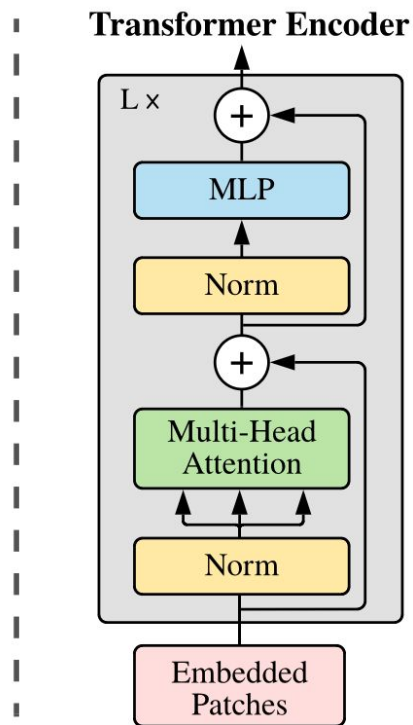 Transformer Encoder
L ×
+
MLP
Norm
+
Multi-Head
Attention
Norm
Embedded
Patches